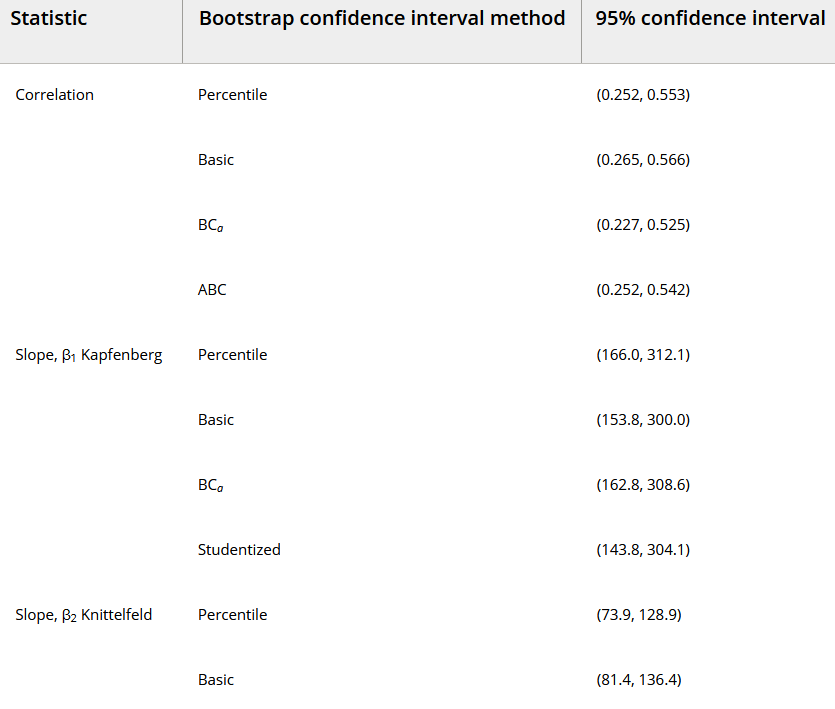 Statistic Bootstrap confidence interval method 95% confidence interval
Correlation Percentile (0.252, 0.553)
Basic (0.265, 0.566)
BCₐ (0.227, 0.525)
ABC (0.252, 0.542)
Slope, β₁ Kapfenberg Percentile (166.0, 312.1)
Basic (153.8, 300.0)
BCₐ (162.8, 308.6)
Studentized (143.8, 304.1)
Slope, β₂ Knittelfeld Percentile (73.9, 128.9)
Basic (81.4, 136.4)